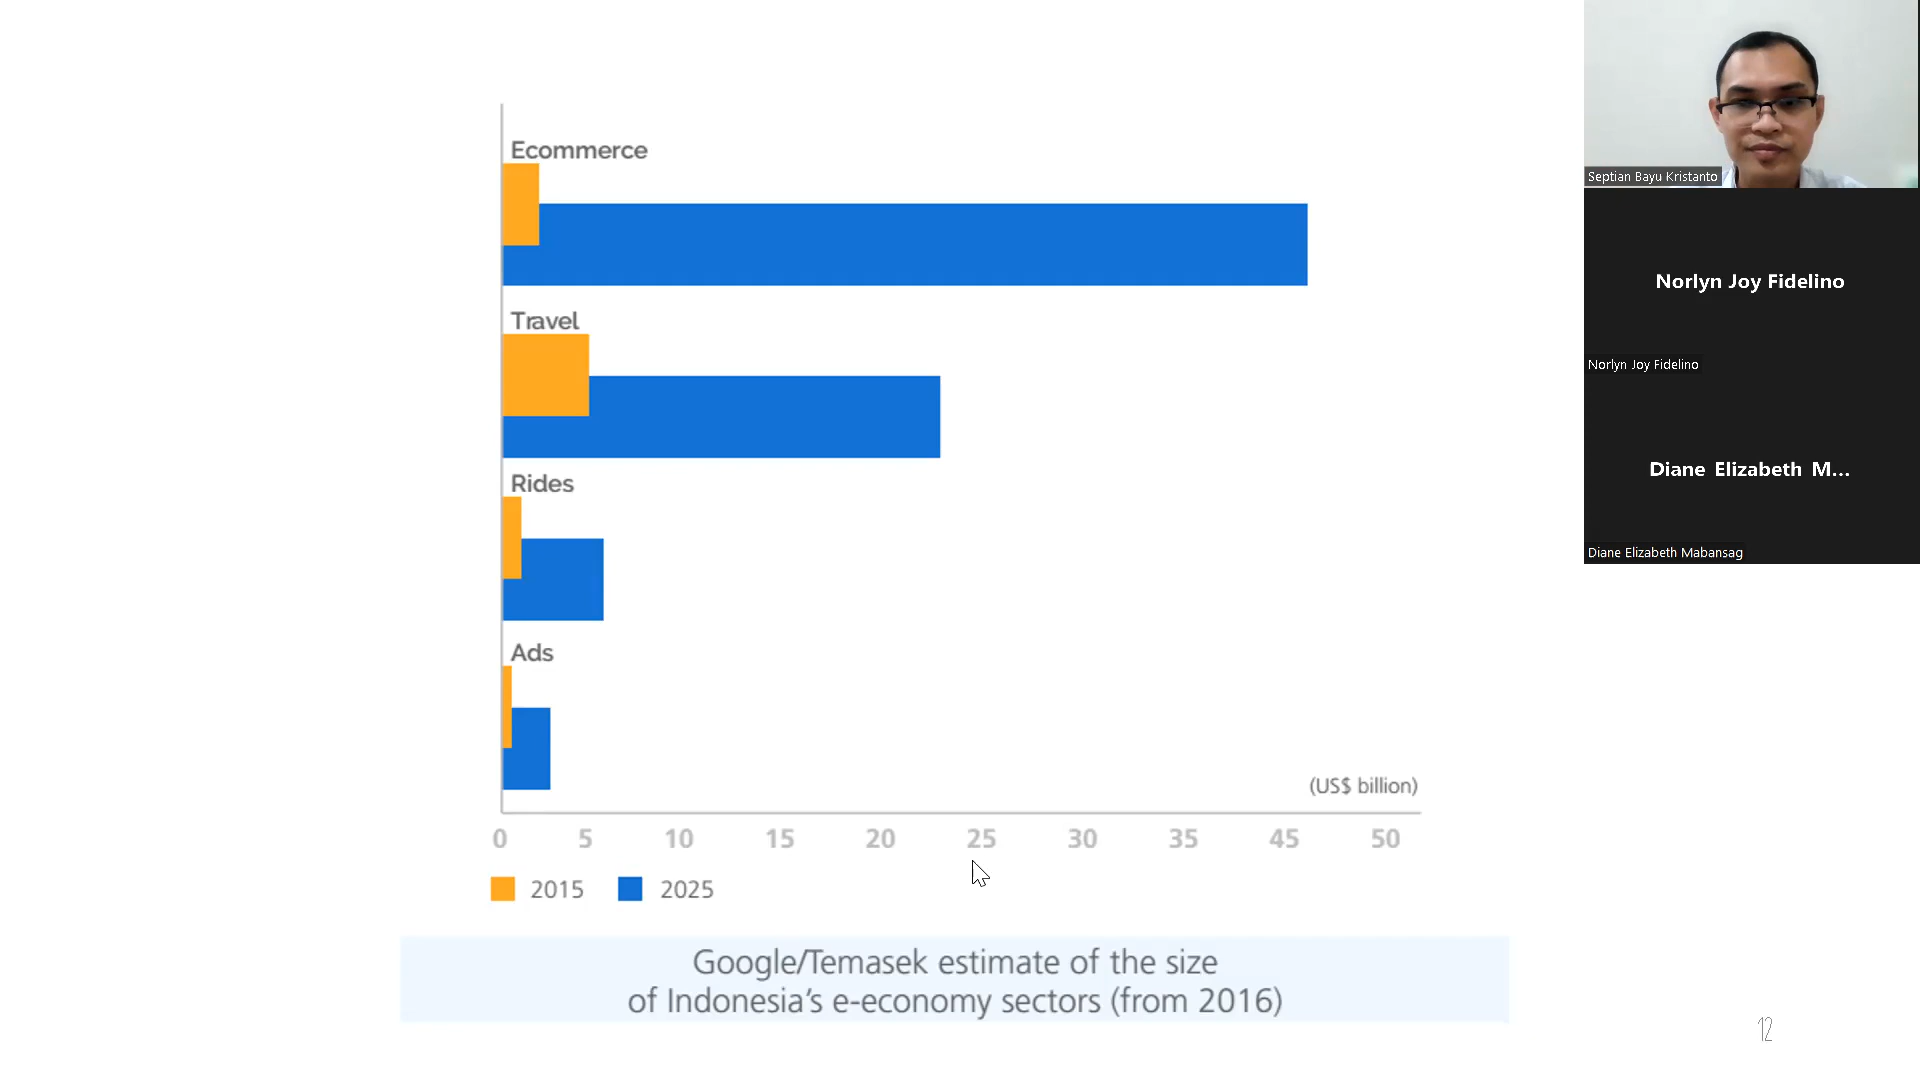 Ecommerce
Travel
Rides
Ads
(US$ billion)
0 5 10 15 20 25 30 35 40 45 50
2015 2025
Google/Temasek estimate of the size
of Indonesia's e-economy sectors (from 2016)
12
Septian Bayu Kristanto
Norlyn Joy Fidelino
Norlyn Joy Fidelino
Diane Elizabeth M...
Diane Elizabeth Mabansag